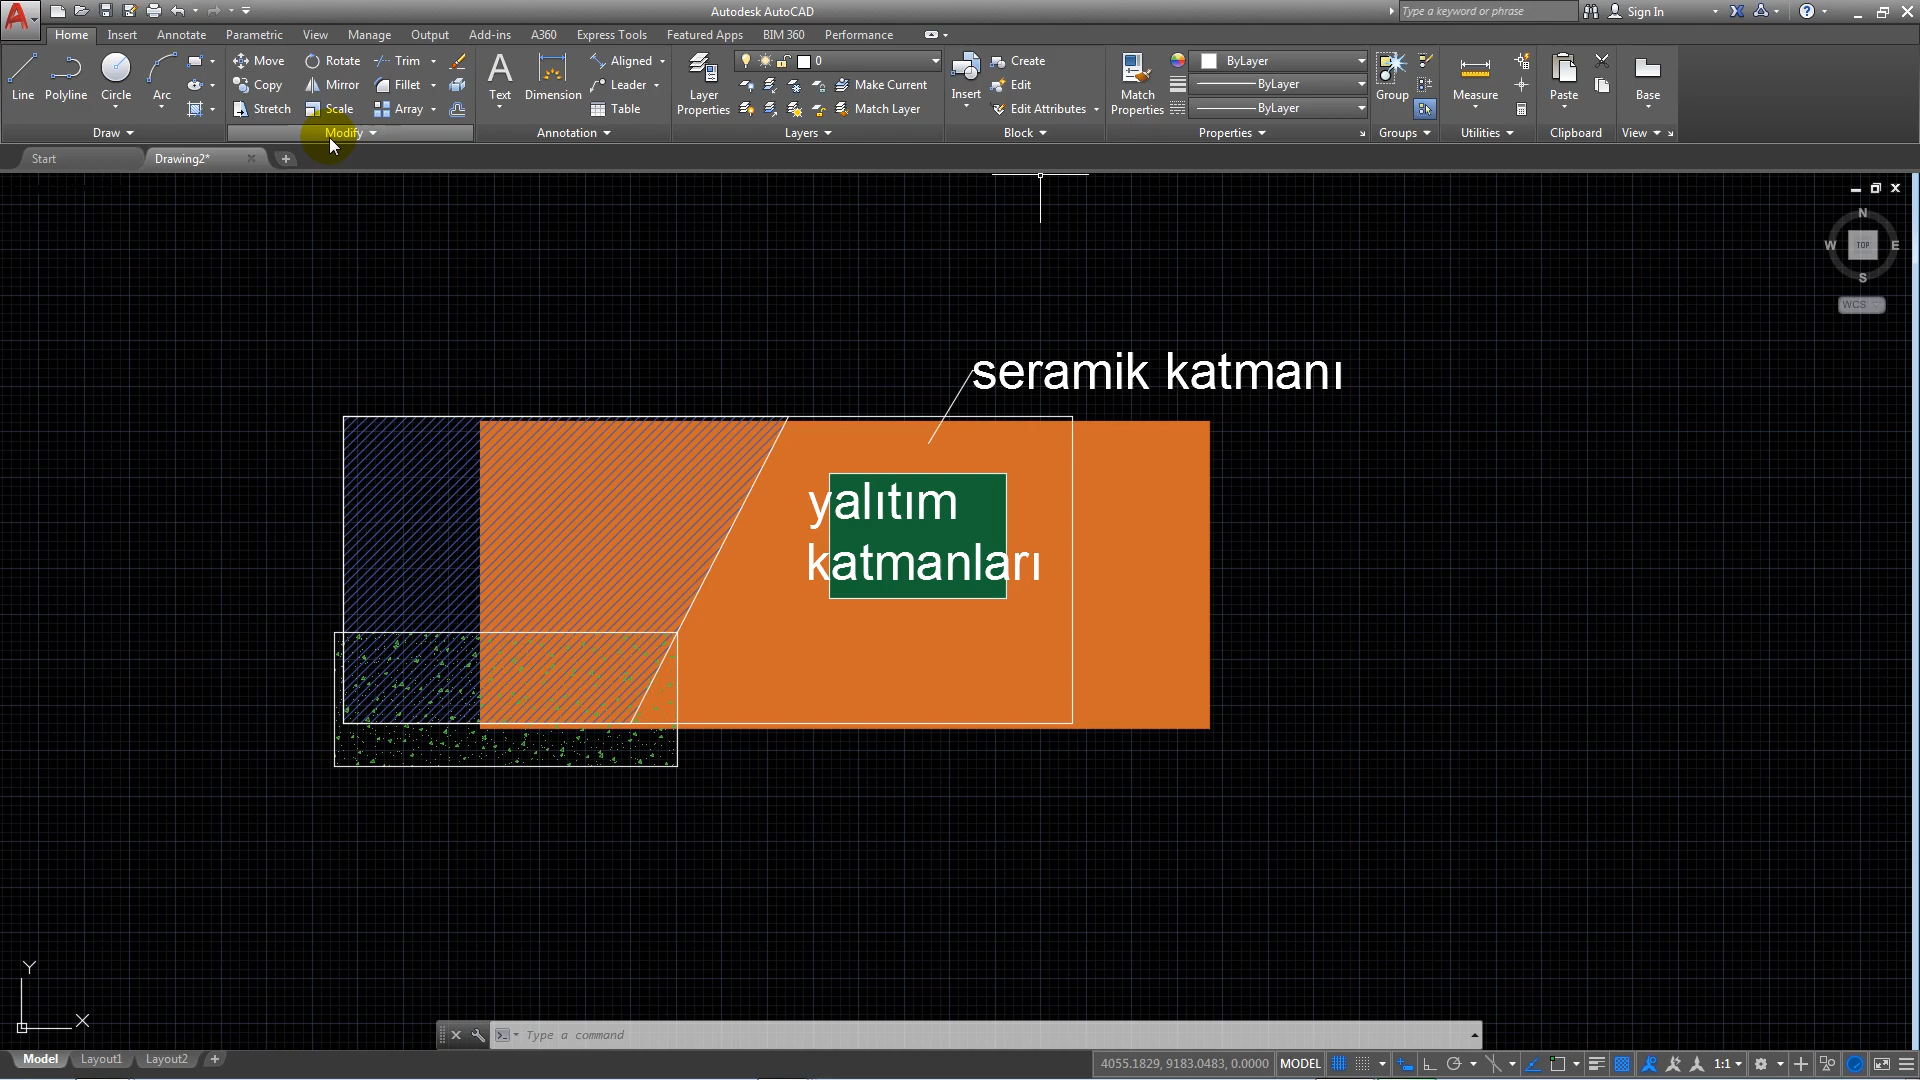 Autodesk AutoCAD
Type a keyword or phrase
Sign In
Home Insert Annotate Parametric View Manage Output Add-ins A360 Express Tools Featured Apps BIM 360 Performance
Line Polyline Circle Arc
Move Rotate Trim
Copy Mirror Fillet
Stretch Scale Array
Text Dimension
Aligned
Leader
Table
Layer Properties
0
Make Current
Match Layer
Insert
Create
Edit
Edit Attributes
Match Properties
ByLayer
ByLayer
ByLayer
Group
Measure
Paste
Base
Draw Modify Annotation Layers Block Properties Groups Utilities Clipboard View
Start Drawing2*
N
W TOP E
S
WCS
seramik katmanı
yalıtım
katmanları
Y
X
Type a command
Model Layout1 Layout2
4055.1829, 9183.0483, 0.0000 MODEL 1:1